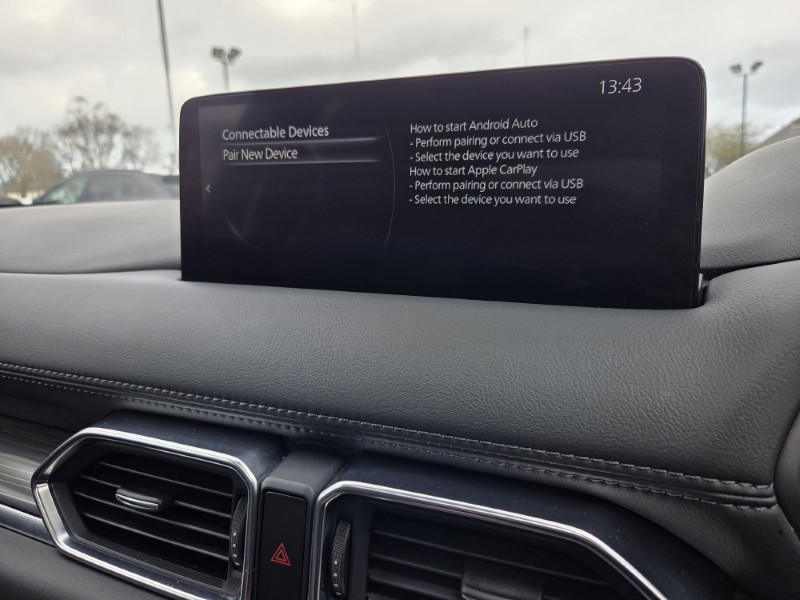 13:43
Connectable Devices
Pair New Device
How to start Android Auto
- Perform pairing or connect via USB
- Select the device you want to use
How to start Apple CarPlay
- Perform pairing or connect via USB
- Select the device you want to use